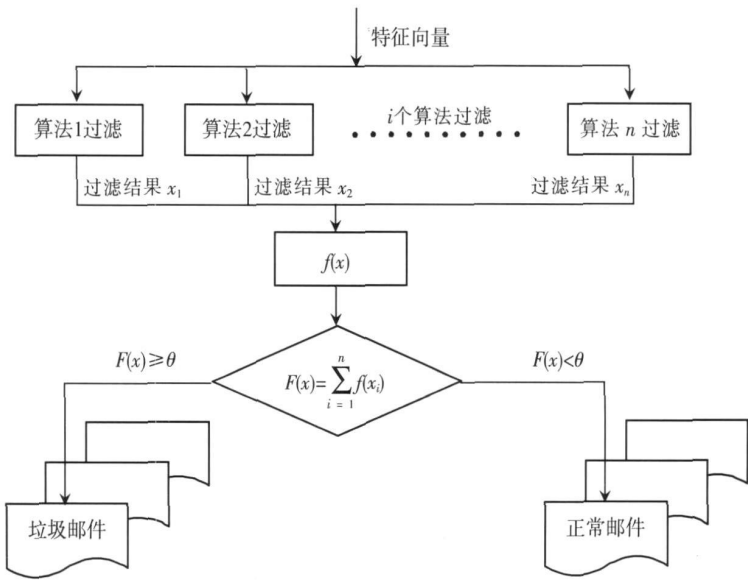 特征向量
算法1过滤
算法2过滤
i个算法过滤
算法 n 过滤
过滤结果 x₁
过滤结果 x₂
过滤结果 xₙ
f(x)
F(x)≥θ
F(x)=∑ⁿᵢ₌₁f(xᵢ)
F(x)<θ
垃圾邮件
正常邮件